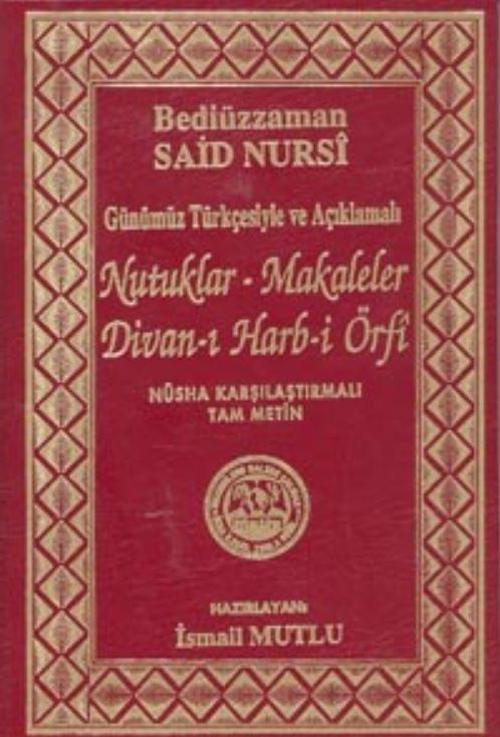 Bediüzzaman
SAİD NURSÎ
Günümüz Türkçesiyle ve Açıklamalı
Nutuklar - Makaleler
Divan-ı Harb-i Örfî
NÜSHA KARŞILAŞTIRMALI
TAM METİN
HAZIRLAYAN:
İsmail MUTLU